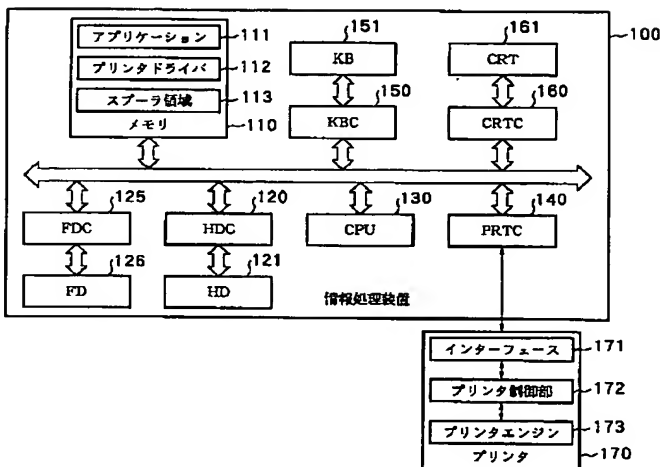 アプリケーション 111
プリンタドライバ 112
スプーラ領域 113
メモリ 110
151
KB
150
KBC
161
CRT
160
CRTC
100
125
FDC
126
FD
120
HDC
121
HD
130
CPU
140
PRTC
情報処理装置
インターフェース 171
プリンタ制御部 172
プリンタエンジン 173
プリンタ 170